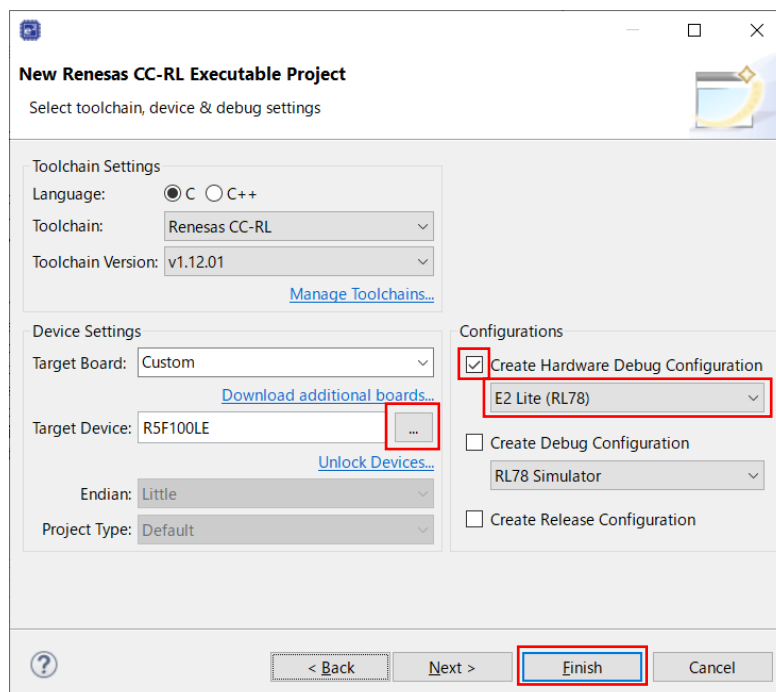 New Renesas CC-RL Executable Project
Select toolchain, device & debug settings
Toolchain Settings
Language: C C++
Toolchain: Renesas CC-RL
Toolchain Version: v1.12.01
Manage Toolchains...
Device Settings
Target Board: Custom
Download additional boards...
Target Device: R5F100LE ...
Unlock Devices...
Endian: Little
Project Type: Default
Configurations
Create Hardware Debug Configuration
E2 Lite (RL78)
Create Debug Configuration
RL78 Simulator
Create Release Configuration
?
< Back Next > Finish Cancel